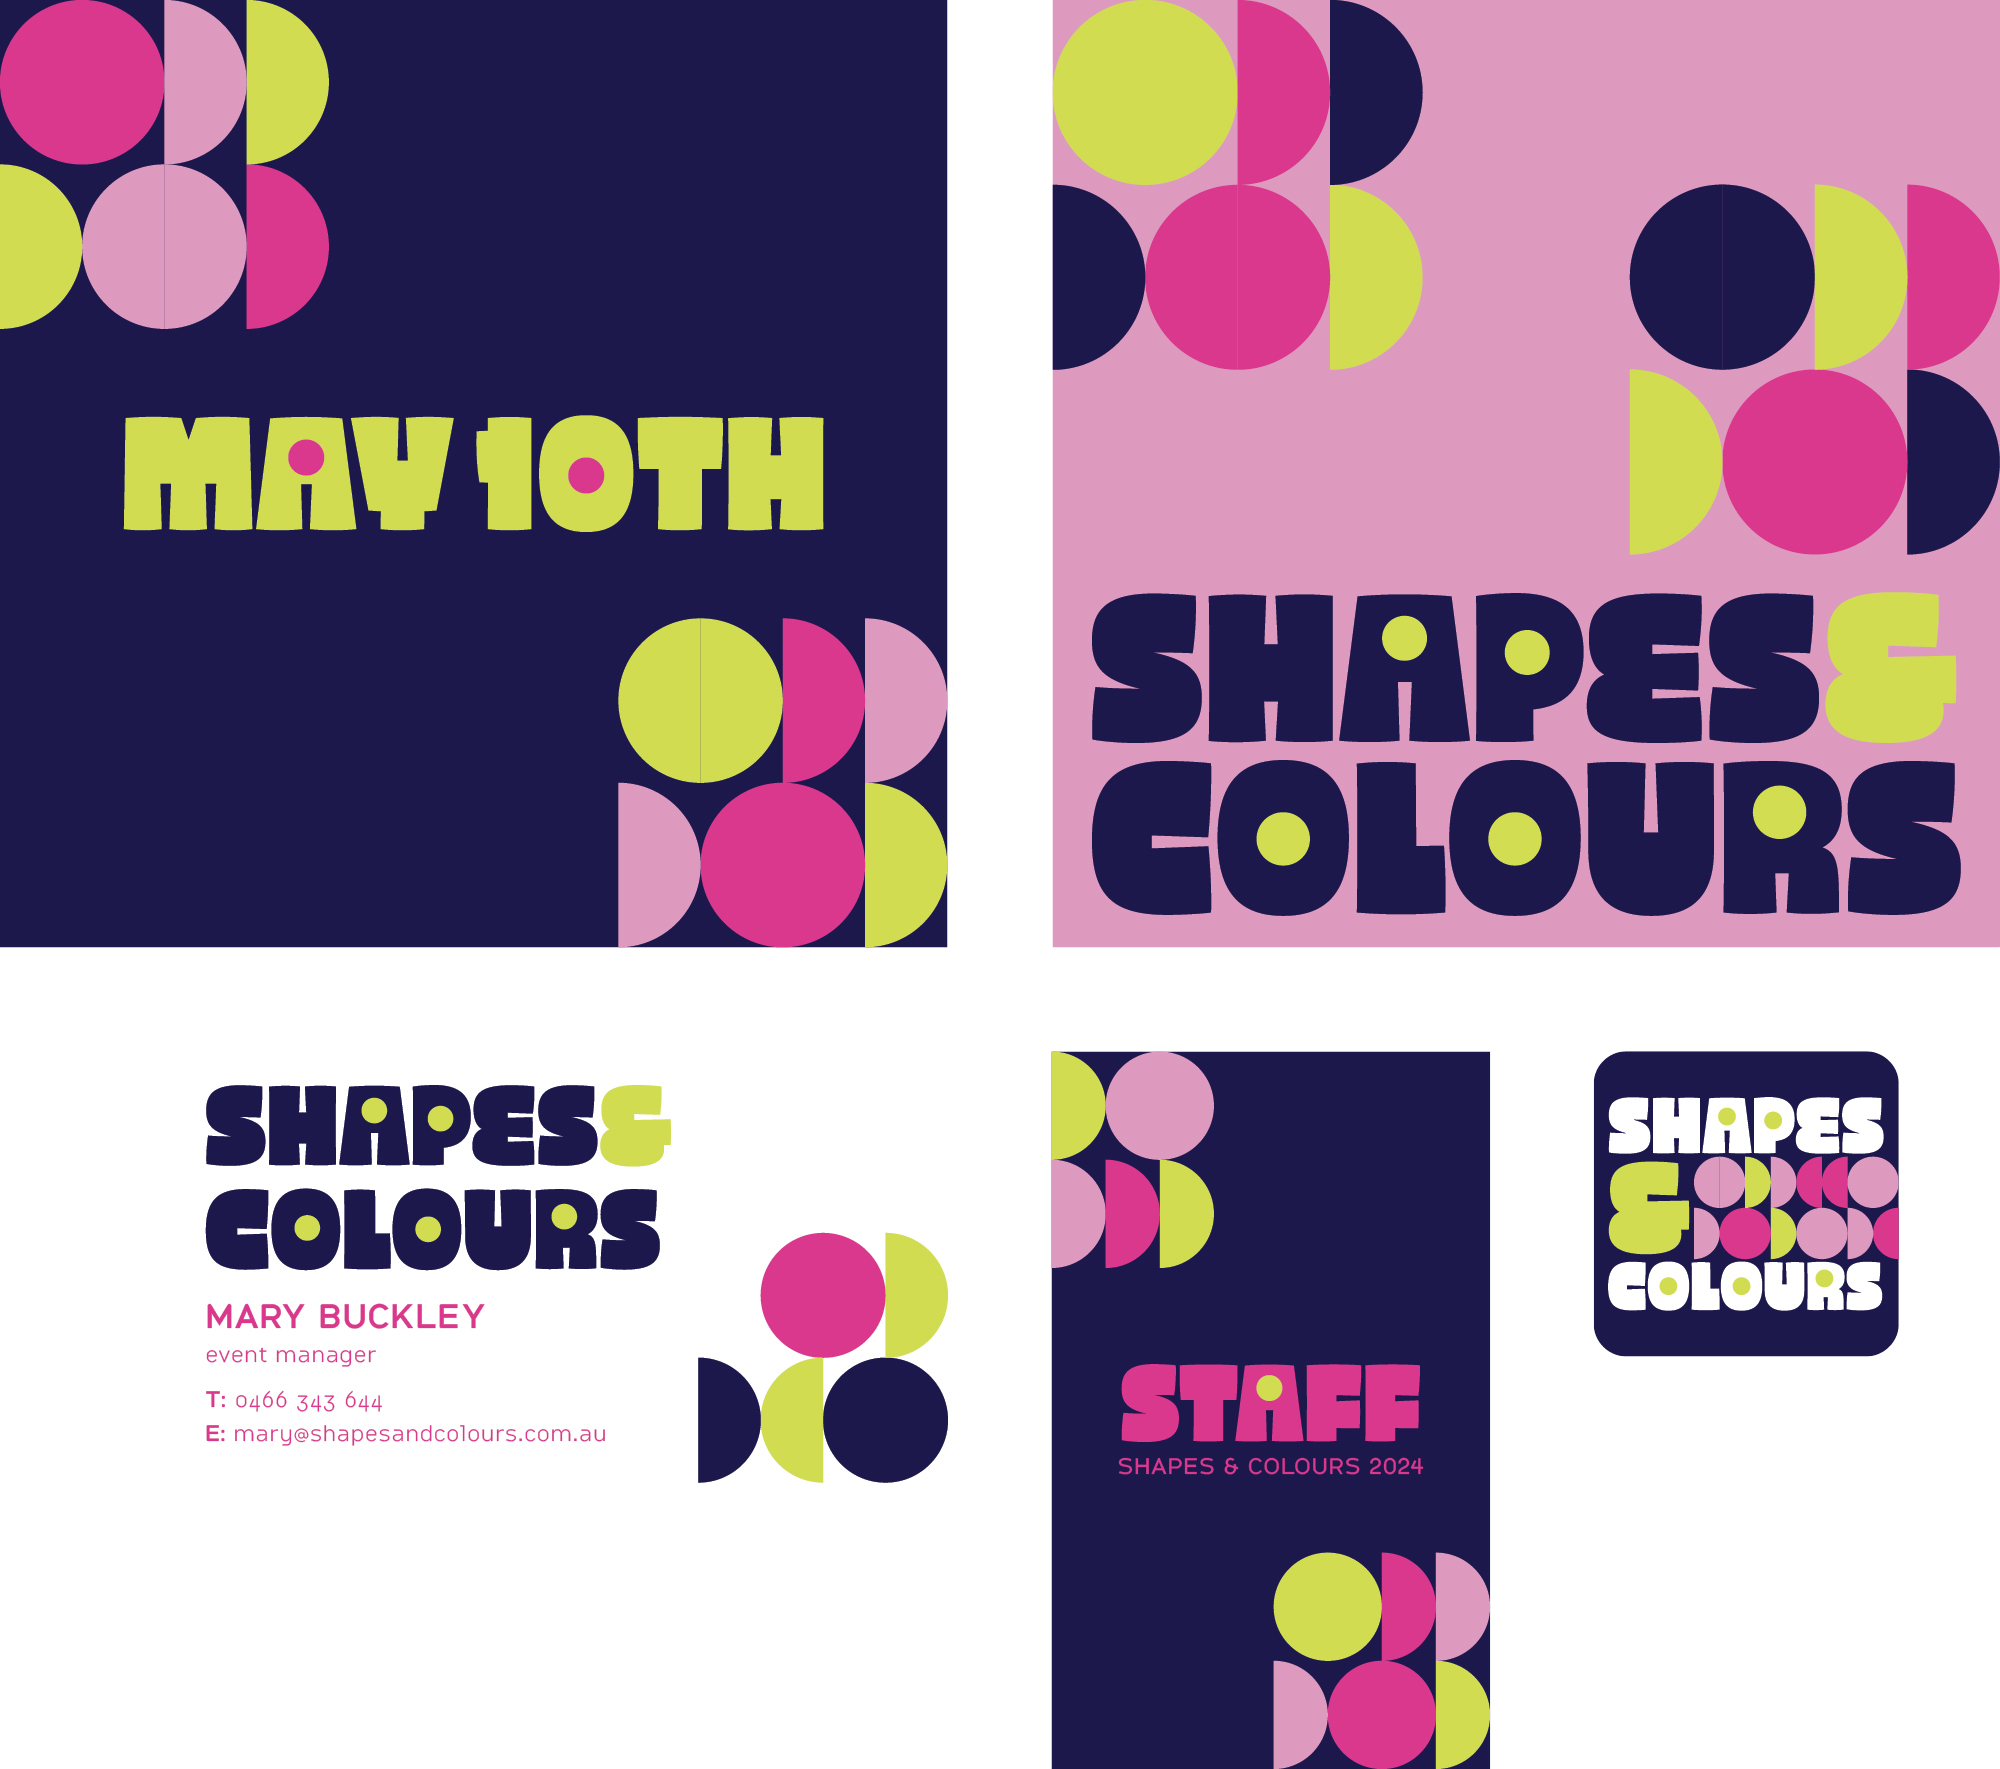 MAY 10TH
SHAPES &
COLOURS
SHAPES &
COLOURS
MARY BUCKLEY
event manager
T: 0466 343 644
E: mary@shapesandcolours.com.au
STAFF
SHAPES & COLOURS 2024
SHAPES
&
COLOURS